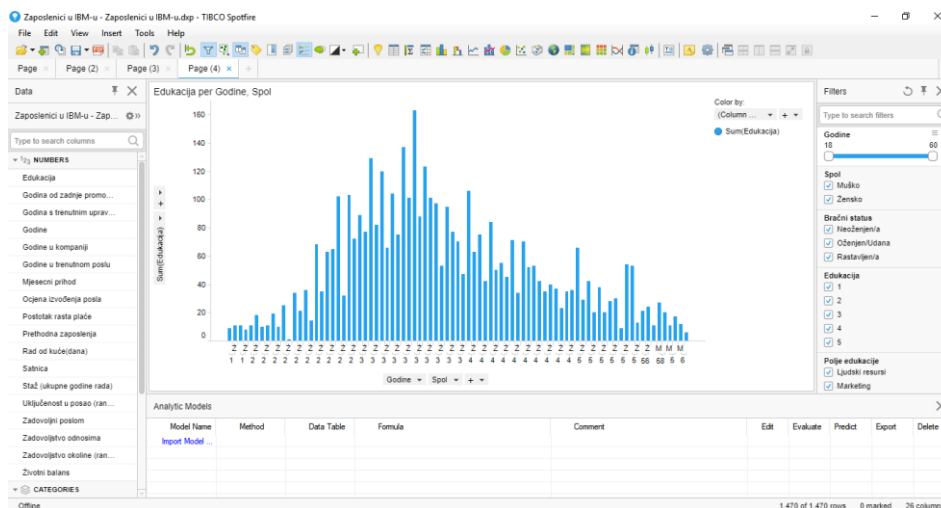 Zaposlenici u IBM-u - Zaposlenici u IBM-u.dxp - TIBCO Spotfire
File Edit View Insert Tools Help
Page Page (2) Page (3) Page (4)
Data
Zaposlenici u IBM-u - Zap...
Type to search columns
NUMBERS
Edukacija
Godina od zadnje promo...
Godina s trenutnim uprav...
Godine
Godine u kompaniji
Godine u trenutnom poslu
Mjesecni prihod
Ocjena izvođenja posla
Postotak rasta plaće
Prethodna zaposlenja
Rad od kuće(dana)
Satnica
Staž (ukupne godine rada)
Uključenost u posao (ran...
Zadovoljni poslom
Zadovoljstvo odnosima
Zadovoljstvo okoline (ran...
Životni balans
CATEGORIES
Edukacija per Godine, Spol
Sum(Edukacija)
160
140
120
100
80
60
40
20
0
Godine Spol +
Color by:
(Column ... +
Sum(Edukacija)
Filters
Type to search filters
Godine
18 60
Spol
Muško
Žensko
Bračni status
Neoženjen/a
Oženjen/Udana
Rastavljen/a
Edukacija
1
2
3
4
5
Polje edukacije
Ljudski resursi
Marketing
Analytic Models
Model Name Method Data Table Formula Comment Edit Evaluate Predict Export Delete
Import Model ...
Offline 1.470 of 1.470 rows 0 marked 26 column